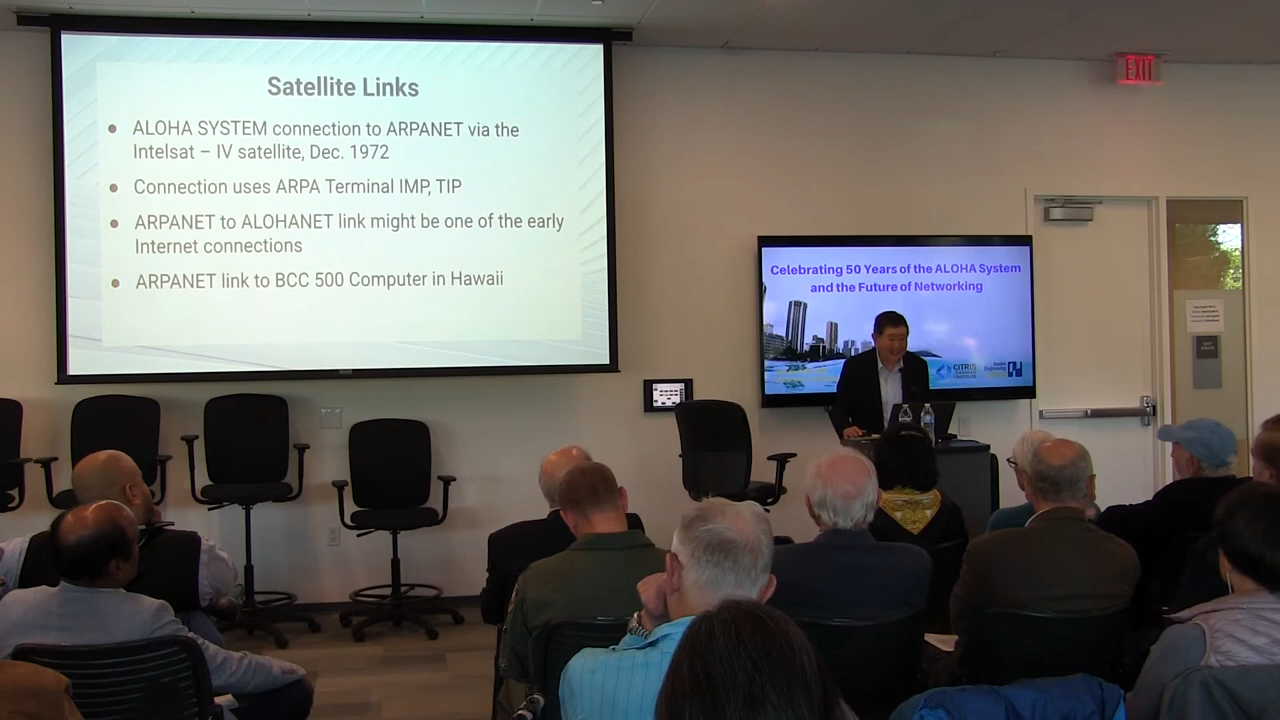 Satellite Links
● ALOHA SYSTEM connection to ARPANET via the
Intelsat – IV satellite, Dec. 1972
● Connection uses ARPA Terminal IMP, TIP
● ARPANET to ALOHANET link might be one of the early
Internet connections
● ARPANET link to BCC 500 Computer in Hawaii
EXIT
Celebrating 50 Years of the ALOHA System
and the Future of Networking
CITRIS